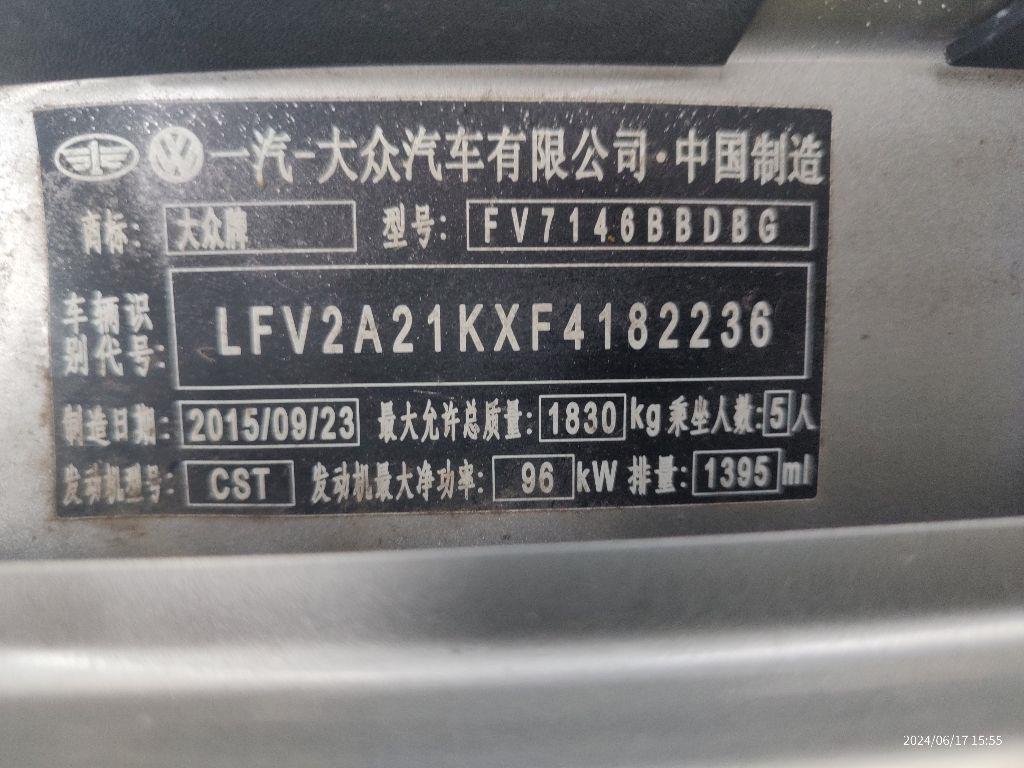 一汽-大众汽车有限公司·中国制造
商标: 大众牌 型号: FV7146BBDBG
车辆识别代号: LFV2A21KXF4182236
制造日期: 2015/09/23 最大允许总质量: 1830 kg 乘坐人数: 5 人
发动机型号: CST 发动机最大净功率: 96 kW 排量: 1395 ml
2024/06/17 15:55